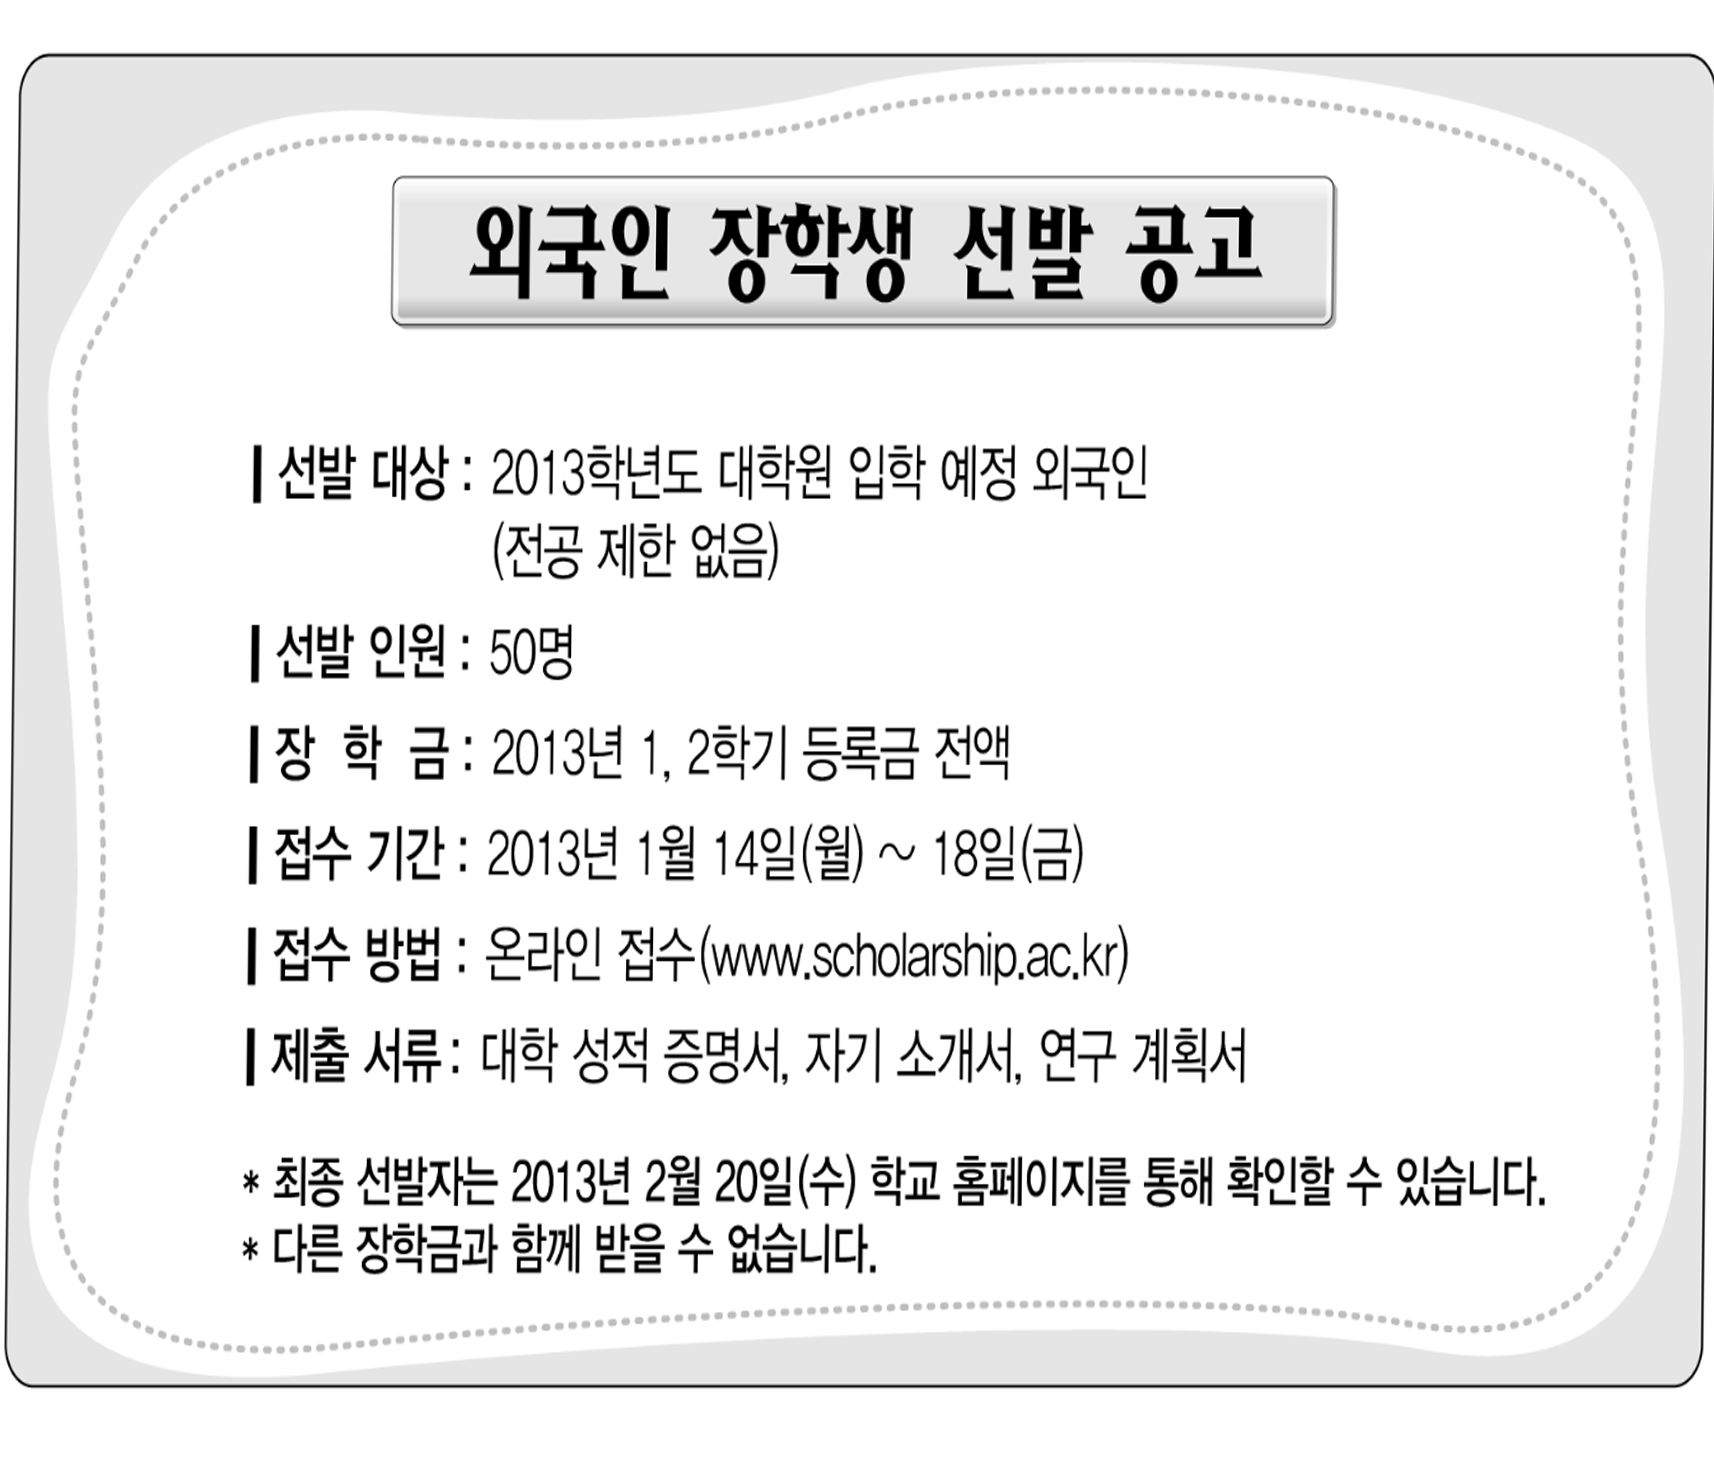 외국인 장학생 선발 공고
선발 대상 : 2013학년도 대학원 입학 예정 외국인
(전공 제한 없음)
선발 인원 : 50명
장 학 금 : 2013년 1, 2학기 등록금 전액
접수 기간 : 2013년 1월 14일(월) ~ 18일(금)
접수 방법 : 온라인 접수(www.scholarship.ac.kr)
제출 서류 : 대학 성적 증명서, 자기 소개서, 연구 계획서
* 최종 선발자는 2013년 2월 20일(수) 학교 홈페이지를 통해 확인할 수 있습니다.
* 다른 장학금과 함께 받을 수 없습니다.